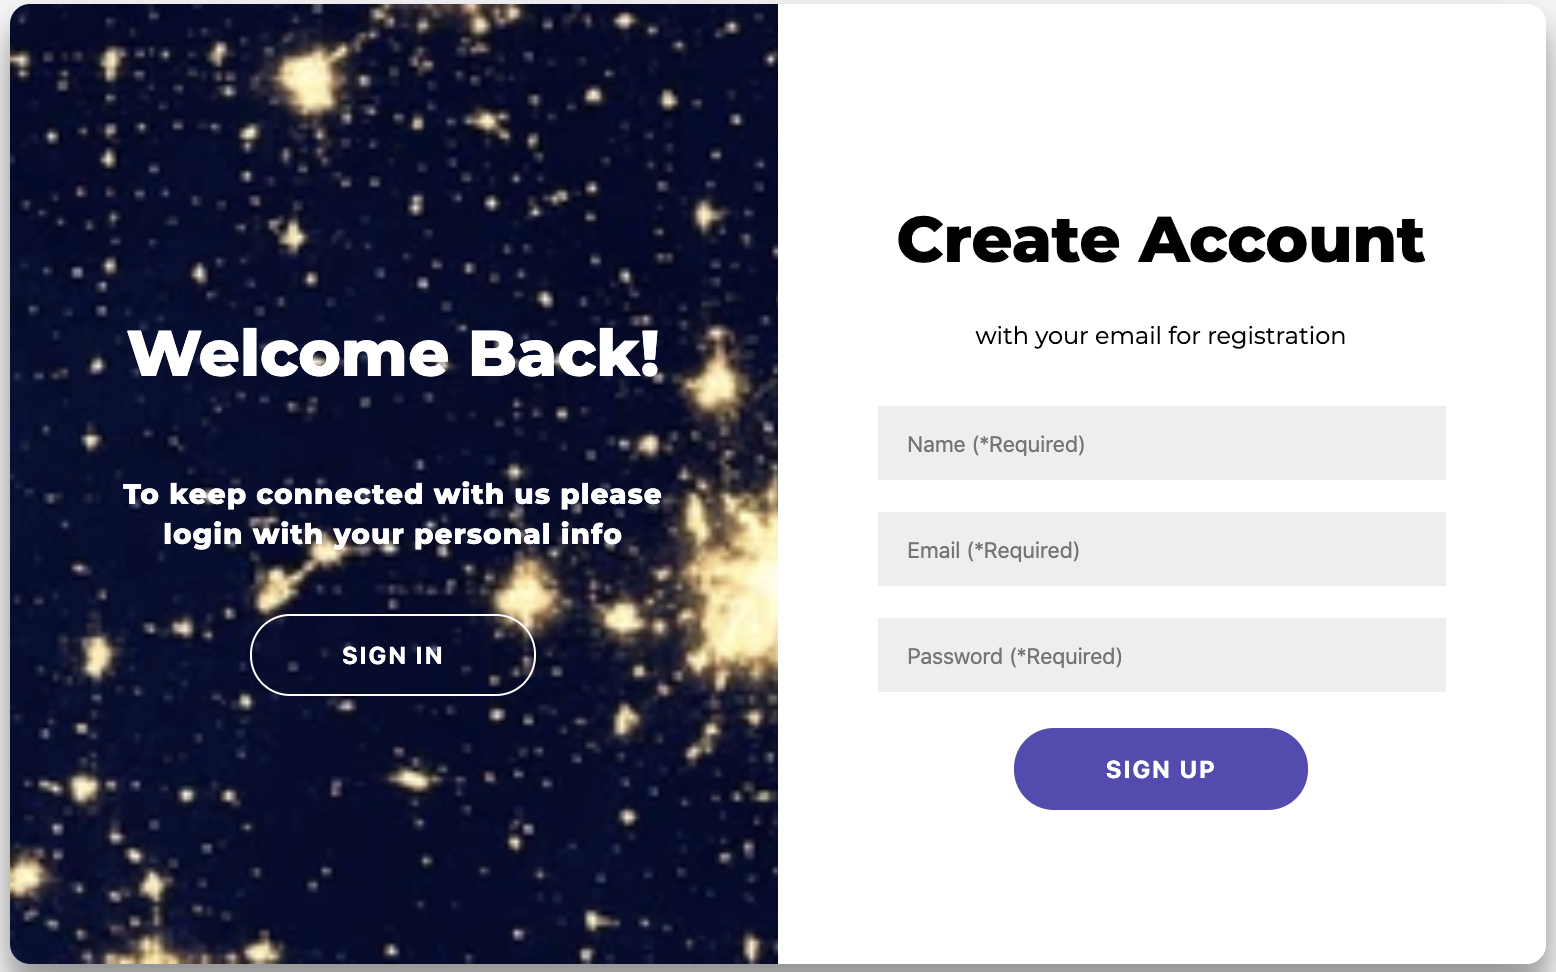 Welcome Back!
To keep connected with us please
login with your personal info
SIGN IN
Create Account
with your email for registration
Name (*Required)
Email (*Required)
Password (*Required)
SIGN UP